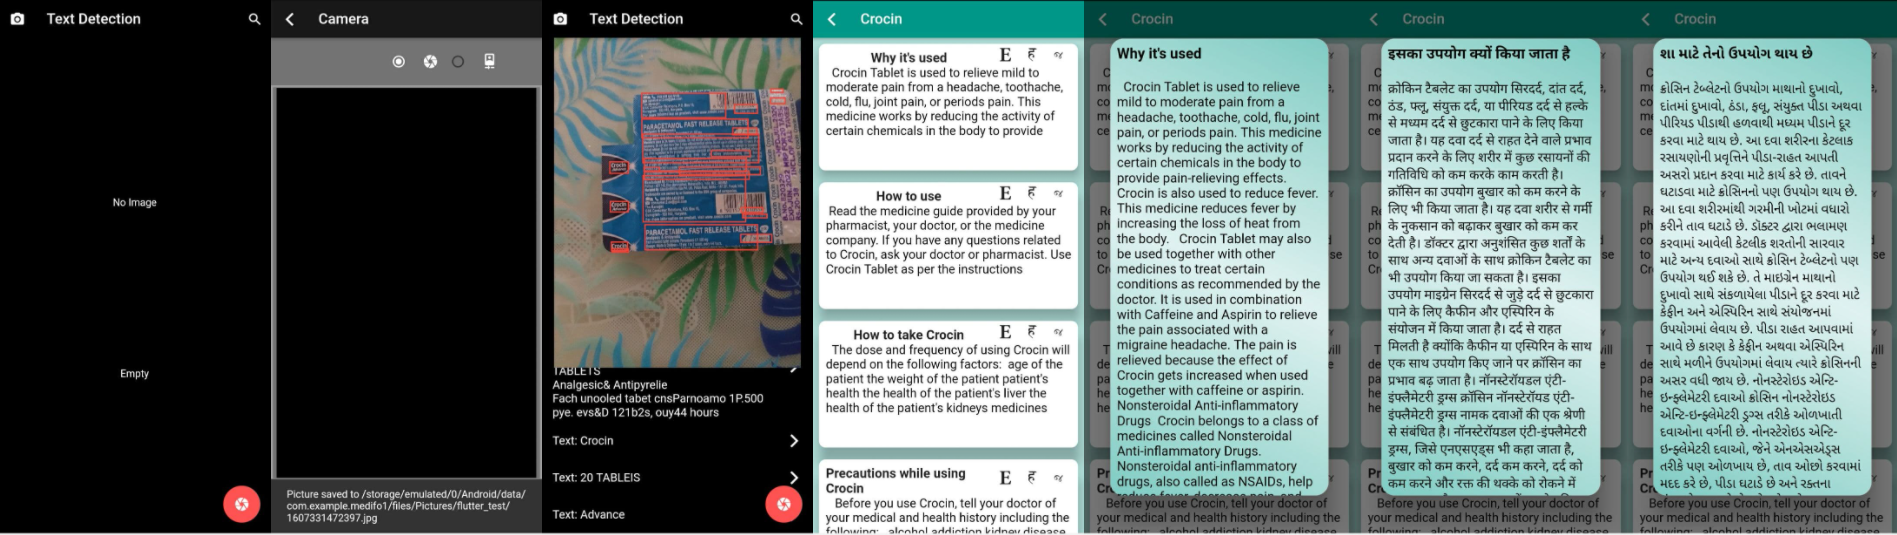 Text Detection
No Image
Empty
Camera
Picture saved to /storage/emulated/0/Android/data/
com.example.medifo1/files/Pictures/flutter_test/
1607331472397.jpg
Text Detection
PARACETAMOL FAST RELEASE TABLETS
Crocin
Crocin
Crocin
PARACETAMOL FAST RELEASE TABLETS
TABLETS
Analgesic& Antipyrelie
Fach unooled tabet cnsParnoamo 1P.500
pye. evs&D 121b2s, ouy44 hours
Text: Crocin
Text: 20 TABLEIS
Text: Advance
Crocin
Why it's used E ह જ
Crocin Tablet is used to relieve mild to
moderate pain from a headache, toothache,
cold, flu, joint pain, or periods pain. This
medicine works by reducing the activity of
certain chemicals in the body to provide
How to use E ह જ
Read the medicine guide provided by your
pharmacist, your doctor, or the medicine
company. If you have any questions related
to Crocin, ask your doctor or pharmacist. Use
Crocin Tablet as per the instructions
How to take Crocin E ह જ
The dose and frequency of using Crocin will
depend on the following factors: age of the
patient the weight of the patient patient's
health the health of the patient's liver the
health of the patient's kidneys medicines
Precautions while using E ह જ
Crocin
Before you use Crocin, tell your doctor of
your medical and health history including the
following: alcohol addiction kidney disease
Crocin
Why it's used
Crocin Tablet is used to relieve
mild to moderate pain from a
headache, toothache, cold, flu, joint
pain, or periods pain. This medicine
works by reducing the activity of
certain chemicals in the body to
provide pain-relieving effects.
Crocin is also used to reduce fever.
This medicine reduces fever by
increasing the loss of heat from
the body. Crocin Tablet may also
be used together with other
medicines to treat certain
conditions as recommended by the
doctor. It is used in combination
with Caffeine and Aspirin to relieve
the pain associated with a
migraine headache. The pain is
relieved because the effect of
Crocin gets increased when used
together with caffeine or aspirin.
Nonsteroidal Anti-inflammatory
Drugs Crocin belongs to a class of
medicines called Nonsteroidal
Anti-inflammatory Drugs.
Nonsteroidal anti-inflammatory
drugs, also called as NSAIDs, help
reduce fever, decrease pain, and
Before you use Crocin, tell your doctor of
your medical and health history including the
following: alcohol addiction kidney disease
Crocin
इसका उपयोग क्यों किया जाता है
क्रोकिन टैबलेट का उपयोग सिरदर्द, दांत दर्द,
ठंड, फ्लू, संयुक्त दर्द, या पीरियड दर्द से हल्के
से मध्यम दर्द से छुटकारा पाने के लिए किया
जाता है। यह दवा दर्द से राहत देने वाले प्रभाव
प्रदान करने के लिए शरीर में कुछ रसायनों की
गतिविधि को कम करके काम करती है।
क्रॉसिन का उपयोग बुखार को कम करने के
लिए भी किया जाता है। यह दवा शरीर से गर्मी
के नुकसान को बढ़ाकर बुखार को कम कर
देती है। डॉक्टर द्वारा अनुशंसित कुछ शर्तों के
साथ अन्य दवाओं के साथ क्रोकिन टैबलेट का
भी उपयोग किया जा सकता है। इसका
उपयोग माइग्रेन सिरदर्द से जुड़े दर्द से छुटकारा
पाने के लिए कैफीन और एस्पिरिन के
संयोजन में किया जाता है। दर्द से राहत
मिलती है क्योंकि कैफीन या एस्पिरिन के साथ
एक साथ उपयोग किए जाने पर क्रॉसिन का
प्रभाव बढ़ जाता है। नॉनस्टेरॉयडल एंटी-
इंफ्लैमेटरी ड्रग्स क्रॉसिन नॉनस्टेरॉयड एंटी-
इंफ्लैमेटरी ड्रग्स नामक दवाओं की एक श्रेणी
से संबंधित है। नॉनस्टेरॉयडल एंटी-इंफ्लैमेटरी
ड्रग्स, जिसे एनएसएड्स भी कहा जाता है,
बुखार को कम करने, दर्द कम करने, दर्द को
कम करने और रक्त की थक्के को रोकने में
Before you use Crocin, tell your doctor of
your medical and health history including the
following: alcohol addiction kidney disease
Crocin
શા માટે તેનો ઉપયોગ થાય છે
ક્રોસિન ટેબ્લેટનો ઉપયોગ માથાનો દુખાવો,
દાંતમાં દુખાવો, ઠંડા, ફ્લૂ, સંયુક્ત પીડા અથવા
પીરિયડ પીડાથી હળવાથી મધ્યમ પીડાને દૂર
કરવા માટે થાય છે. આ દવા શરીરના કેટલાક
રસાયણોની પ્રવૃત્તિને પીડા-રાહત આપતી
અસરો પ્રદાન કરવા માટે કાર્ય કરે છે. તાવને
ઘટાડવા માટે ક્રોસિનનો પણ ઉપયોગ થાય છે.
આ દવા શરીરમાંથી ગરમીની ખોટમાં વધારો
કરીને તાવ ઘટાડે છે. ડૉક્ટર દ્વારા ભલામણ
કરવામાં આવેલી કેટલીક શરતોની સારવાર
માટે અન્ય દવાઓ સાથે ક્રોસિન ટેબ્લેટનો પણ
ઉપયોગ થઈ શકે છે. તે માઇગ્રેન માથાનો
દુખાવો સાથે સંકળાયેલા પીડાને દૂર કરવા માટે
કેફીન અને એસ્પિરિન સાથે સંયોજનમાં
ઉપયોગમાં લેવાય છે. પીડા રાહત આપવામાં
આવે છે કારણ કે કેફીન અથવા એસ્પિરિન
સાથે મળીને ઉપયોગમાં લેવાય ત્યારે ક્રોસિનની
અસર વધી જાય છે. નોનસ્ટેરોઇડ એન્ટિ-
ઇન્ફ્લેમેટરી ડ્રગ્સ ક્રોસિન નોનસ્ટેરોઇડ
એન્ટિ-ઇન્ફ્લેમેટરી ડ્રગ્સ તરીકે ઓળખાતી
દવાઓના વર્ગની છે. નોનસ્ટેરોઇડ એન્ટિ-
ઇન્ફ્લેમેટરી દવાઓ, જેને એનએસએઇડ્સ
તરીકે પણ ઓળખાય છે, તાવ ઓછો કરવામાં
મદદ કરે છે, પીડા ઘટાડે છે અને રક્તના
Before you use Crocin, tell your doctor of
your medical and health history including the
following: alcohol addiction kidney disease